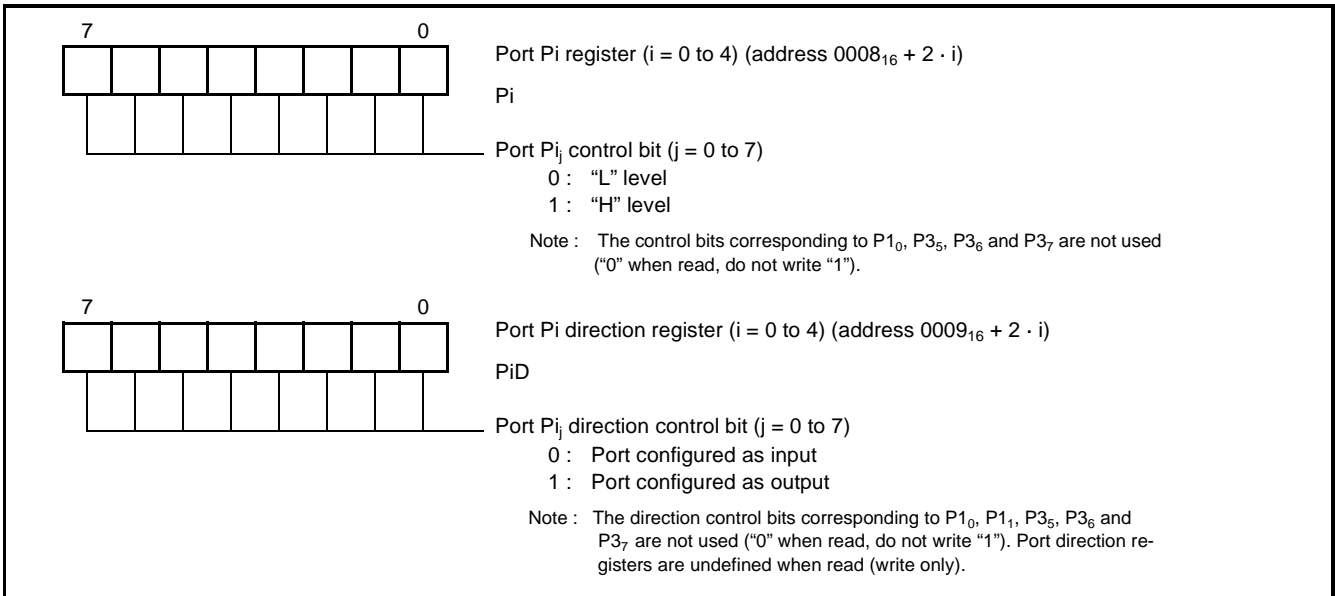 7 0
Port Pi register (i = 0 to 4) (address 0008₁₆ + 2 · i)
Pi
Port Piⱼ control bit (j = 0 to 7)
0 : “L” level
1 : “H” level
Note : The control bits corresponding to P1₀, P3₅, P3₆ and P3₇ are not used
(“0” when read, do not write “1”).
7 0
Port Pi direction register (i = 0 to 4) (address 0009₁₆ + 2 · i)
PiD
Port Piⱼ direction control bit (j = 0 to 7)
0 : Port configured as input
1 : Port configured as output
Note : The direction control bits corresponding to P1₀, P1₁, P3₅, P3₆ and
P3₇ are not used (“0” when read, do not write “1”). Port direction re-
gisters are undefined when read (write only).